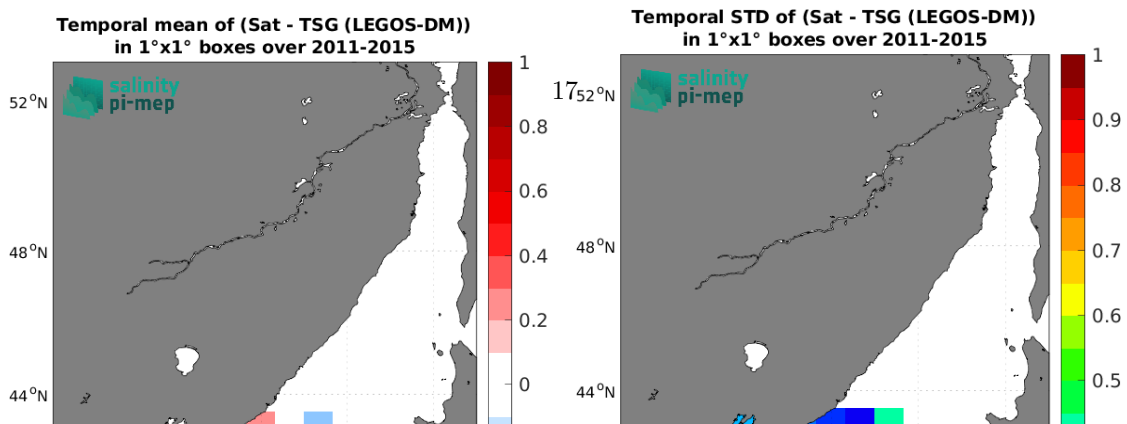 Temporal mean of (Sat - TSG (LEGOS-DM))
in 1°x1° boxes over 2011-2015
salinity
pi-mep
52°N
48°N
44°N
1
0.8
0.6
0.4
0.2
0
17
Temporal STD of (Sat - TSG (LEGOS-DM))
in 1°x1° boxes over 2011-2015
salinity
pi-mep
52°N
48°N
44°N
1
0.9
0.8
0.7
0.6
0.5